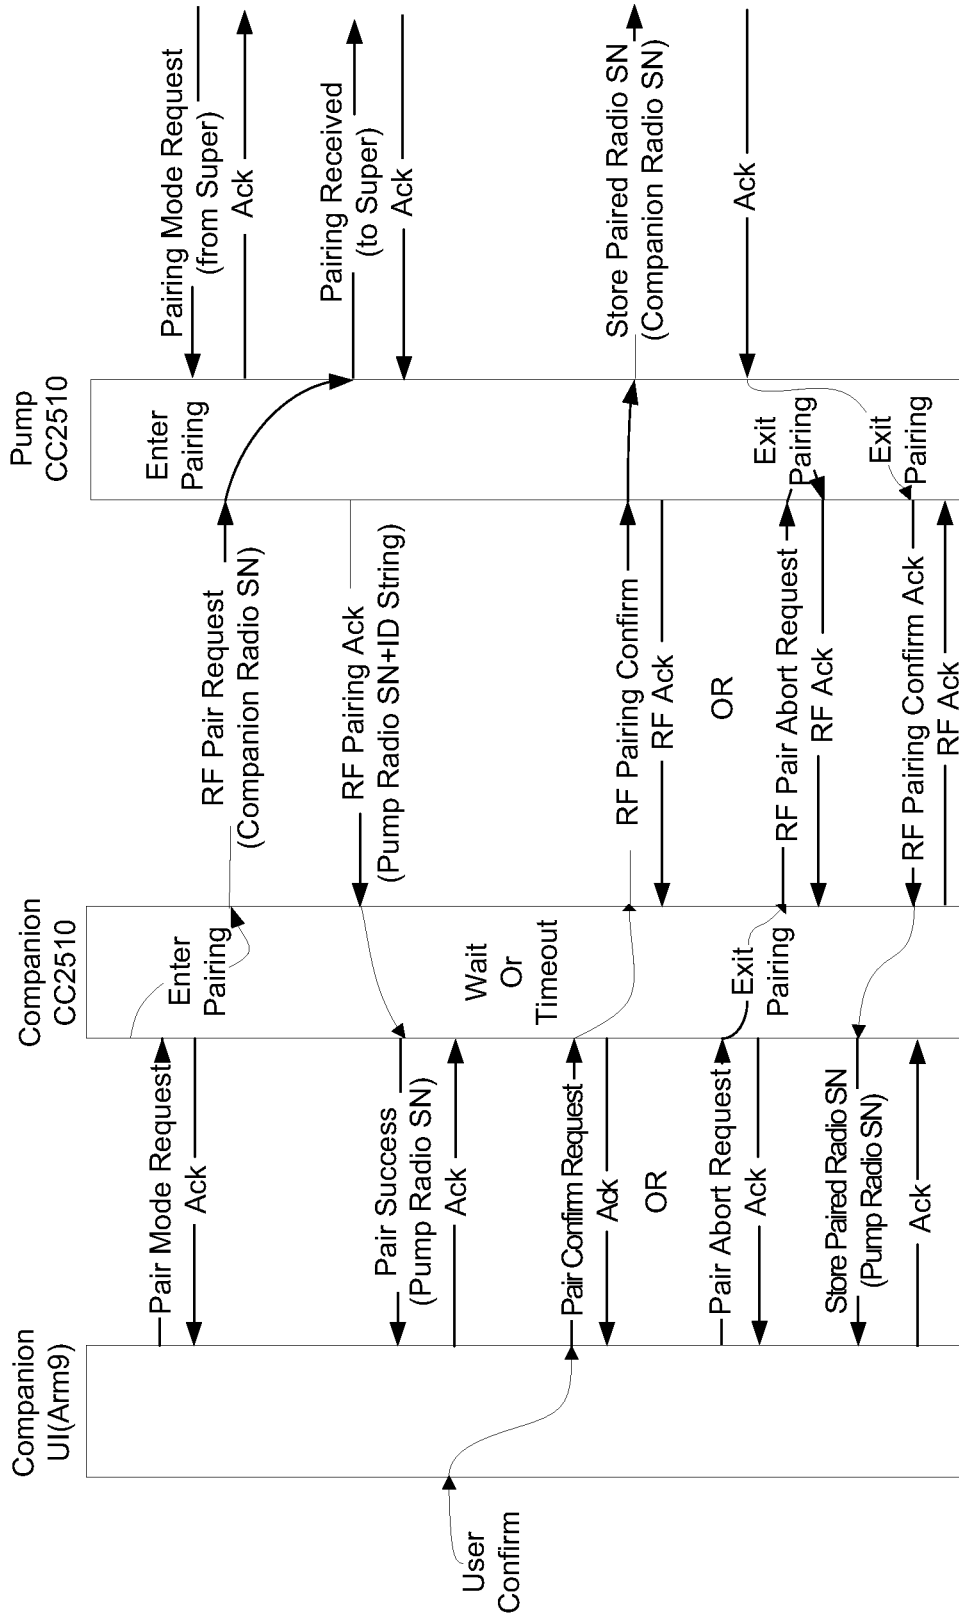 Companion
UI(Arm9)
Companion
CC2510
Pump
CC2510
Pair Mode Request
Ack
Enter
Pairing
RF Pair Request
(Companion Radio SN)
Enter
Pairing
Pairing Mode Request
(from Super)
Ack
Pair Success
(Pump Radio SN)
Ack
RF Pairing Ack
(Pump Radio SN+ID String)
Pairing Received
(to Super)
Ack
User
Confirm
Wait
Or
Timeout
Pair Confirm Request
Ack
OR
RF Pairing Confirm
RF Ack
OR
Store Paired Radio SN
(Companion Radio SN)
Ack
Pair Abort Request
Ack
Exit
Pairing
RF Pair Abort Request
RF Ack
Exit
Pairing
Store Paired Radio SN
(Pump Radio SN)
Ack
RF Pairing Confirm Ack
RF Ack
Exit
Pairing